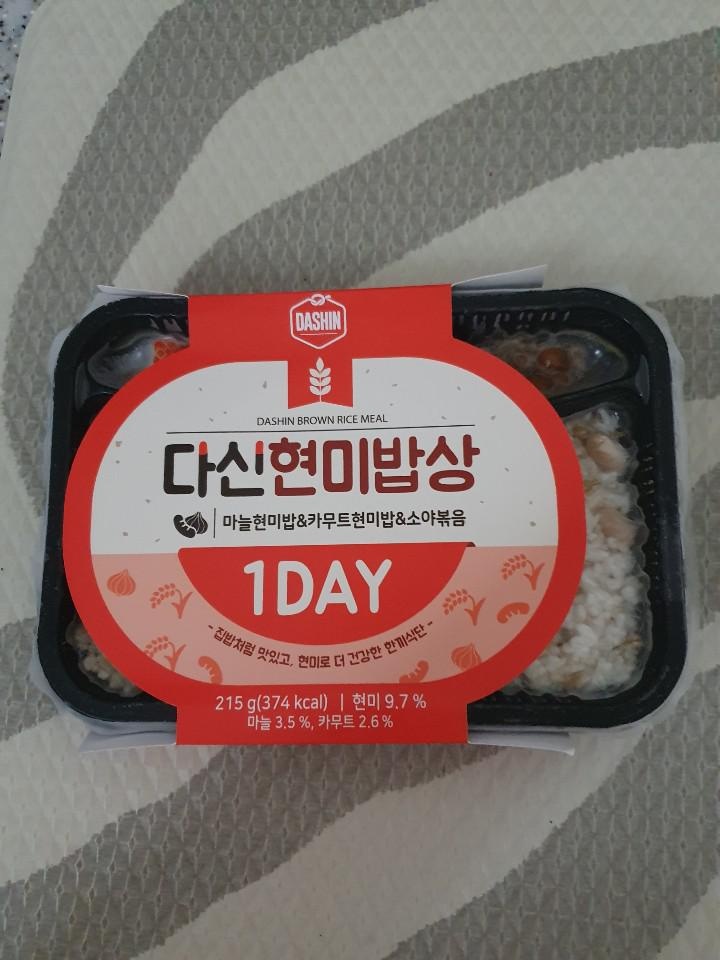 DASHIN
DASHIN BROWN RICE MEAL
다신현미밥상
마늘현미밥&카무트현미밥&소야볶음
1DAY
- 집밥처럼 맛있고, 현미로 더 건강한 한끼식단 -
215 g(374 kcal) | 현미 9.7 %
마늘 3.5 %, 카무트 2.6 %